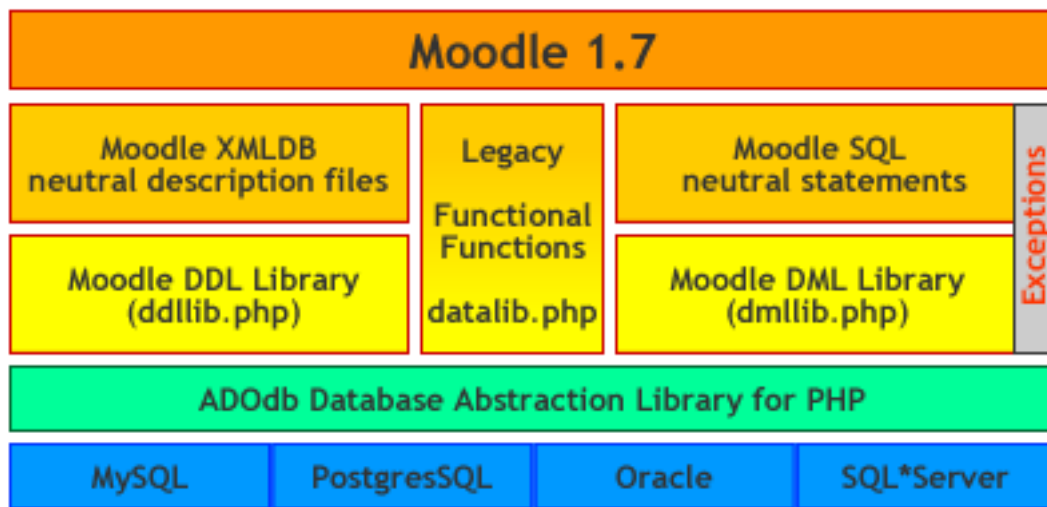 Moodle 1.7
Moodle XMLDB
neutral description files
Legacy
Functional
Functions
datalib.php
Moodle SQL
neutral statements
Exceptions
Moodle DDL Library
(ddllib.php)
Moodle DML Library
(dmllib.php)
ADOdb Database Abstraction Library for PHP
MySQL
PostgresSQL
Oracle
SQL*Server